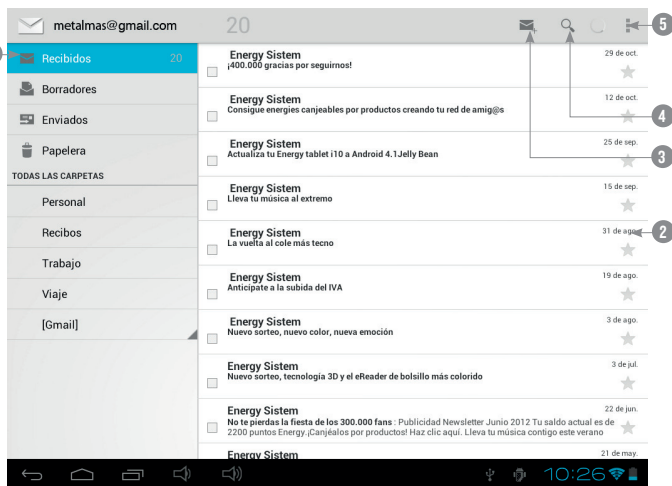 metalmas@gmail.com
20
5
Recibidos 20
Borradores
Enviados
Papelera
TODAS LAS CARPETAS
Personal
Recibos
Trabajo
Viaje
[Gmail]
Energy Sistem 29 de oct.
¡400.000 gracias por seguirnos!
Energy Sistem 12 de oct.
Consigue energies canjeables por productos creando tu red de amig@s
4
Energy Sistem 25 de sep.
Actualiza tu Energy tablet i10 a Android 4.1Jelly Bean
3
Energy Sistem 15 de sep.
Lleva tu música al extremo
Energy Sistem 31 de ago.
2
La vuelta al cole más tecno
Energy Sistem 19 de ago.
Anticípate a la subida del IVA
Energy Sistem 3 de ago.
Nuevo sorteo, nuevo color, nueva emoción
Energy Sistem 3 de jul.
Nuevo sorteo, tecnología 3D y el eReader de bolsillo más colorido
Energy Sistem 22 de jun.
No te pierdas la fiesta de los 300.000 fans : Publicidad Newsletter Junio 2012 Tu saldo actual es de
2200 puntos Energy.¡Canjéalos por productos! Haz clic aquí. Lleva tu música contigo este verano
Energy Sistem 21 de may.
10:26